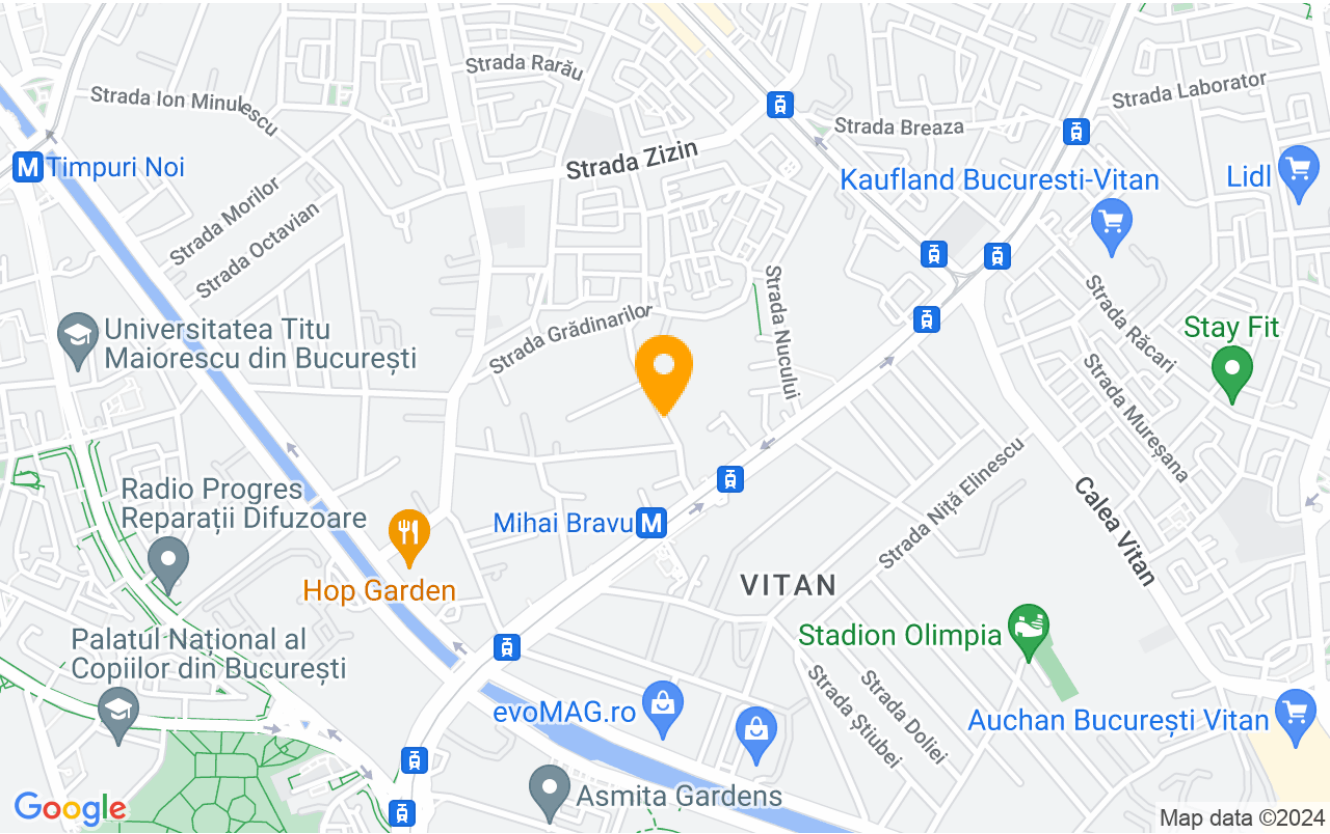 Strada Rarău
Strada Ion Minulescu
Strada Laborator
Strada Breaza
Strada Zizin
M Timpuri Noi
Kaufland Bucuresti-Vitan
Lidl
Strada Morilor
Strada Octavian
Strada Nucului
Strada Răcari
Strada Grădinarilor
Universitatea Titu
Maiorescu din București
Stay Fit
Strada Mureșana
Strada Niță Elinescu
Calea Vitan
Radio Progres
Reparații Difuzoare
Mihai Bravu M
Hop Garden
VITAN
Stadion Olimpia
Palatul Național al
Copiilor din București
Strada Știubei
Strada Doliei
evoMAG.ro
Auchan București Vitan
Asmita Gardens
Google
Map data ©2024